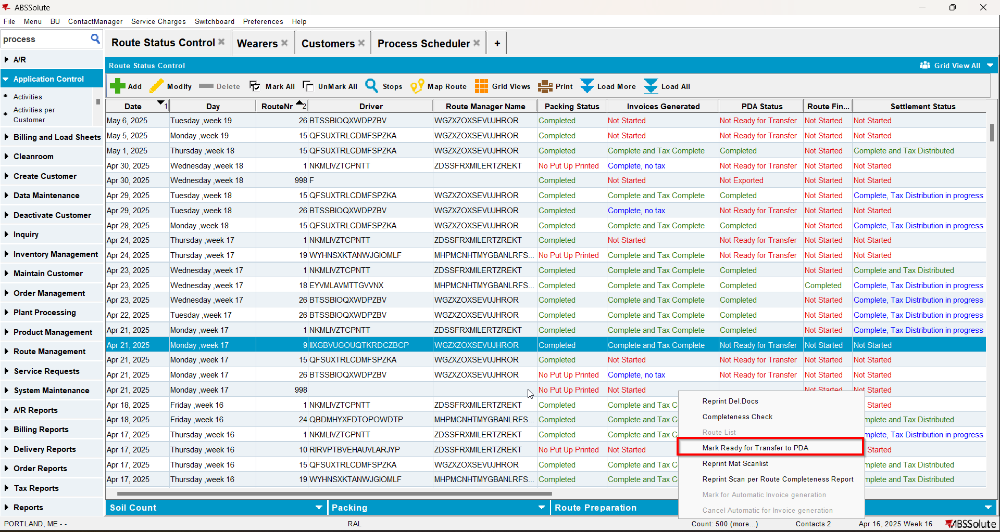 ABSSolute
File Menu BU ContactManager Service Charges Switchboard Preferences Help
process
Route Status Control Wearers Customers Process Scheduler +
Route Status Control Grid View All
Add Modify Delete Mark All UnMark All Stops Map Route Grid Views Print Load More Load All
A/R
Application Control
Activities
Activities per
Customer
Billing and Load Sheets
Cleanroom
Create Customer
Data Maintenance
Deactivate Customer
Inquiry
Inventory Management
Maintain Customer
Order Management
Plant Processing
Product Management
Route Management
Service Requests
System Maintenance
A/R Reports
Billing Reports
Delivery Reports
Order Reports
Tax Reports
Reports
Date 1 Day RouteNr 2 Driver Route Manager Name Packing Status Invoices Generated PDA Status Route Fin... Settlement Status
May 6, 2025 Tuesday ,week 19 26 BTSSBIOQXWDPZBV WGZXZOXSEVUJHROR Completed Not Started Not Ready for Transfer Not Started Not Started
May 5, 2025 Monday ,week 19 15 QFSUXTRLCDMFSPZKA WGZXZOXSEVUJHROR Completed Not Started Not Ready for Transfer Not Started Not Started
May 1, 2025 Thursday ,week 18 15 QFSUXTRLCDMFSPZKA WGZXZOXSEVUJHROR Completed Complete and Tax Complete Completed Not Started Complete and Tax Distributed
Apr 30, 2025 Wednesday ,week 18 1 NKMLIVZTCPNTT ZDSSFRXMILERTZREKT No Put Up Printed Complete, no tax Not Ready for Transfer Not Started Not Started
Apr 30, 2025 Wednesday ,week 18 998 F Completed Not Started Not Exported Not Started Not Started
Apr 29, 2025 Tuesday ,week 18 15 QFSUXTRLCDMFSPZKA WGZXZOXSEVUJHROR Completed Complete and Tax Complete Completed Not Started Complete, Tax Distribution in progress
Apr 29, 2025 Tuesday ,week 18 26 BTSSBIOQXWDPZBV WGZXZOXSEVUJHROR Completed Complete, no tax Not Ready for Transfer Not Started Not Started
Apr 28, 2025 Monday ,week 18 15 QFSUXTRLCDMFSPZKA WGZXZOXSEVUJHROR Completed Complete and Tax Complete Completed Not Started Complete, Tax Distribution in progress
Apr 24, 2025 Thursday ,week 17 1 NKMLIVZTCPNTT ZDSSFRXMILERTZREKT Completed Not Started Not Ready for Transfer Not Started Not Started
Apr 24, 2025 Thursday ,week 17 19 WYHNSXKTANWJGIOMLF MHPMCNHTMYGBANLRFS... No Put Up Printed Complete and Tax Complete Not Ready for Transfer Not Started Not Started
Apr 23, 2025 Wednesday ,week 17 1 NKMLIVZTCPNTT ZDSSFRXMILERTZREKT Completed Complete and Tax Complete Completed Not Started Complete and Tax Distributed
Apr 23, 2025 Wednesday ,week 17 18 EYVMLAVMTTGVVNX MHPMCNHTMYGBANLRFS... Completed Complete and Tax Complete Completed Completed Complete, Tax Distribution in progress
Apr 23, 2025 Wednesday ,week 17 26 BTSSBIOQXWDPZBV WGZXZOXSEVUJHROR Completed Complete and Tax Complete Completed Not Started Complete, Tax Distribution in progress
Apr 22, 2025 Tuesday ,week 17 26 BTSSBIOQXWDPZBV WGZXZOXSEVUJHROR Completed Complete and Tax Complete Completed Not Started Complete, Tax Distribution in progress
Apr 21, 2025 Monday ,week 17 1 NKMLIVZTCPNTT ZDSSFRXMILERTZREKT Completed Complete and Tax Complete Completed Not Started Complete, Tax Distribution in progress
Apr 21, 2025 Monday ,week 17 9 IIXGBVUGOUQTKRDCZBCP WGZXZOXSEVUJHROR Completed Complete and Tax Complete Not Ready for Transfer Not Started Not Started
Apr 21, 2025 Monday ,week 17 15 QFSUXTRLCDMFSPZKA WGZXZOXSEVUJHROR Completed Not Started Not Ready for Transfer Not Started Not Started
Apr 21, 2025 Monday ,week 17 26 BTSSBIOQXWDPZBV WGZXZOXSEVUJHROR No Put Up Printed Complete, no tax Not Ready for Transfer Not Started Not Started
Apr 21, 2025 Monday ,week 17 998 No Put Up Printed Not Started Not Started Not Started
Apr 18, 2025 Friday ,week 16 1 NKMLIVZTCPNTT ZDSSFRXMILERTZREKT Completed Complete and Tax C Started
Apr 18, 2025 Friday ,week 16 24 QBDMHYXFDTOPOWDTP MHPMCNHTMYGBANLRFS... Completed Complete and Tax C mplete and Tax Distributed
Apr 17, 2025 Thursday ,week 16 1 NKMLIVZTCPNTT ZDSSFRXMILERTZREKT Completed Complete and Tax C mplete, Tax Distribution in progress
Apr 17, 2025 Thursday ,week 16 10 RIRVPTBVEHAUVLARJYP ZDSSFRXMILERTZREKT No Put Up Printed Not Started Started
Apr 17, 2025 Thursday ,week 16 15 QFSUXTRLCDMFSPZKA WGZXZOXSEVUJHROR Completed Complete and Tax C mplete and Tax Distributed
Apr 17, 2025 Thursday ,week 16 19 WYHNSXKTANWJGIOMLF MHPMCNHTMYGBANLRFS... Completed Complete and Tax C mplete and Tax Distributed
Reprint Del.Docs
Completeness Check
Route List
Mark Ready for Transfer to PDA
Reprint Mat Scanlist
Reprint Scan per Route Completeness Report
Mark for Automatic Invoice generation
Cancel Automatic for Invoice generation
Soil Count Packing Route Preparation
PORTLAND, ME - - RAL Count: 500 (more...) Contacts 2 Apr 16, 2025 Week 16 ABSSolute